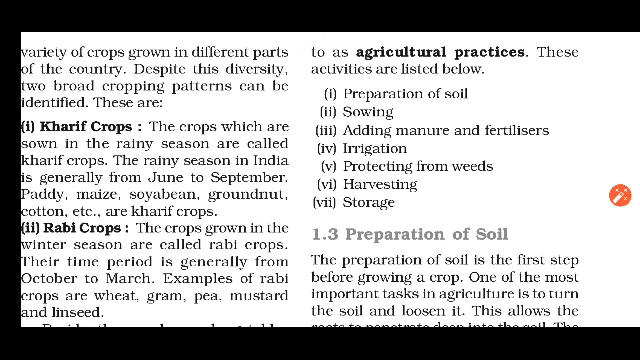 variety of crops grown in different parts
of the country. Despite this diversity,
two broad cropping patterns can be
identified. These are:
(i) Kharif Crops : The crops which are
sown in the rainy season are called
kharif crops. The rainy season in India
is generally from June to September.
Paddy, maize, soyabean, groundnut,
cotton, etc., are kharif crops.
(ii) Rabi Crops : The crops grown in the
winter season are called rabi crops.
Their time period is generally from
October to March. Examples of rabi
crops are wheat, gram, pea, mustard
and linseed.
to as agricultural practices. These
activities are listed below.
(i) Preparation of soil
(ii) Sowing
(iii) Adding manure and fertilisers
(iv) Irrigation
(v) Protecting from weeds
(vi) Harvesting
(vii) Storage
1.3 Preparation of Soil
The preparation of soil is the first step
before growing a crop. One of the most
important tasks in agriculture is to turn
the soil and loosen it. This allows the
roots to penetrate deep into the soil. The